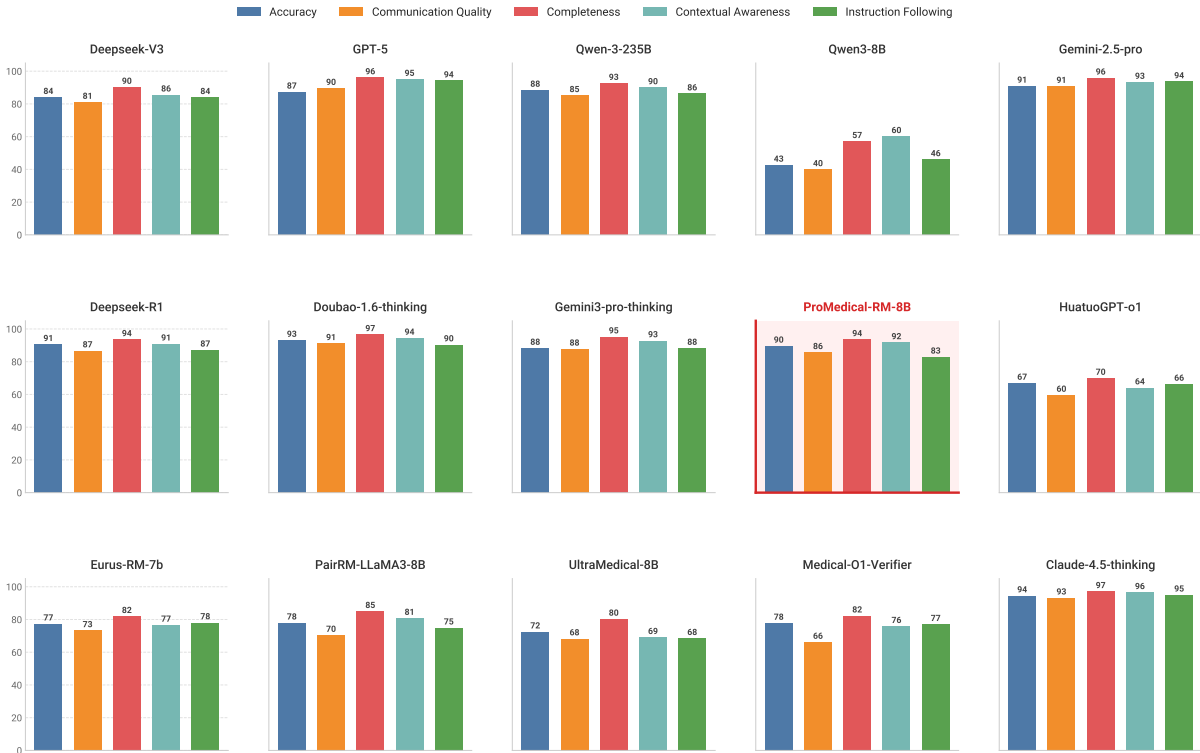 Accuracy Communication Quality Completeness Contextual Awareness Instruction Following
Deepseek-V3 GPT-5 Qwen-3-235B Qwen3-8B Gemini-2.5-pro
100
80
60
40
20
0
84 81 90 86 84
87 90 96 95 94
88 85 93 90 86
43 40 57 60 46
91 91 96 93 94
Deepseek-R1 Doubao-1.6-thinking Gemini3-pro-thinking ProMedical-RM-8B HuatuoGPT-o1
100
80
60
40
20
0
91 87 94 91 87
93 91 97 94 90
88 88 95 93 88
90 86 94 92 83
67 60 70 64 66
Eurus-RM-7b PairRM-LLaMA3-8B UltraMedical-8B Medical-O1-Verifier Claude-4.5-thinking
100
80
60
40
20
0
77 73 82 77 78
78 70 85 81 75
72 68 80 69 68
78 66 82 76 77
94 93 97 96 95